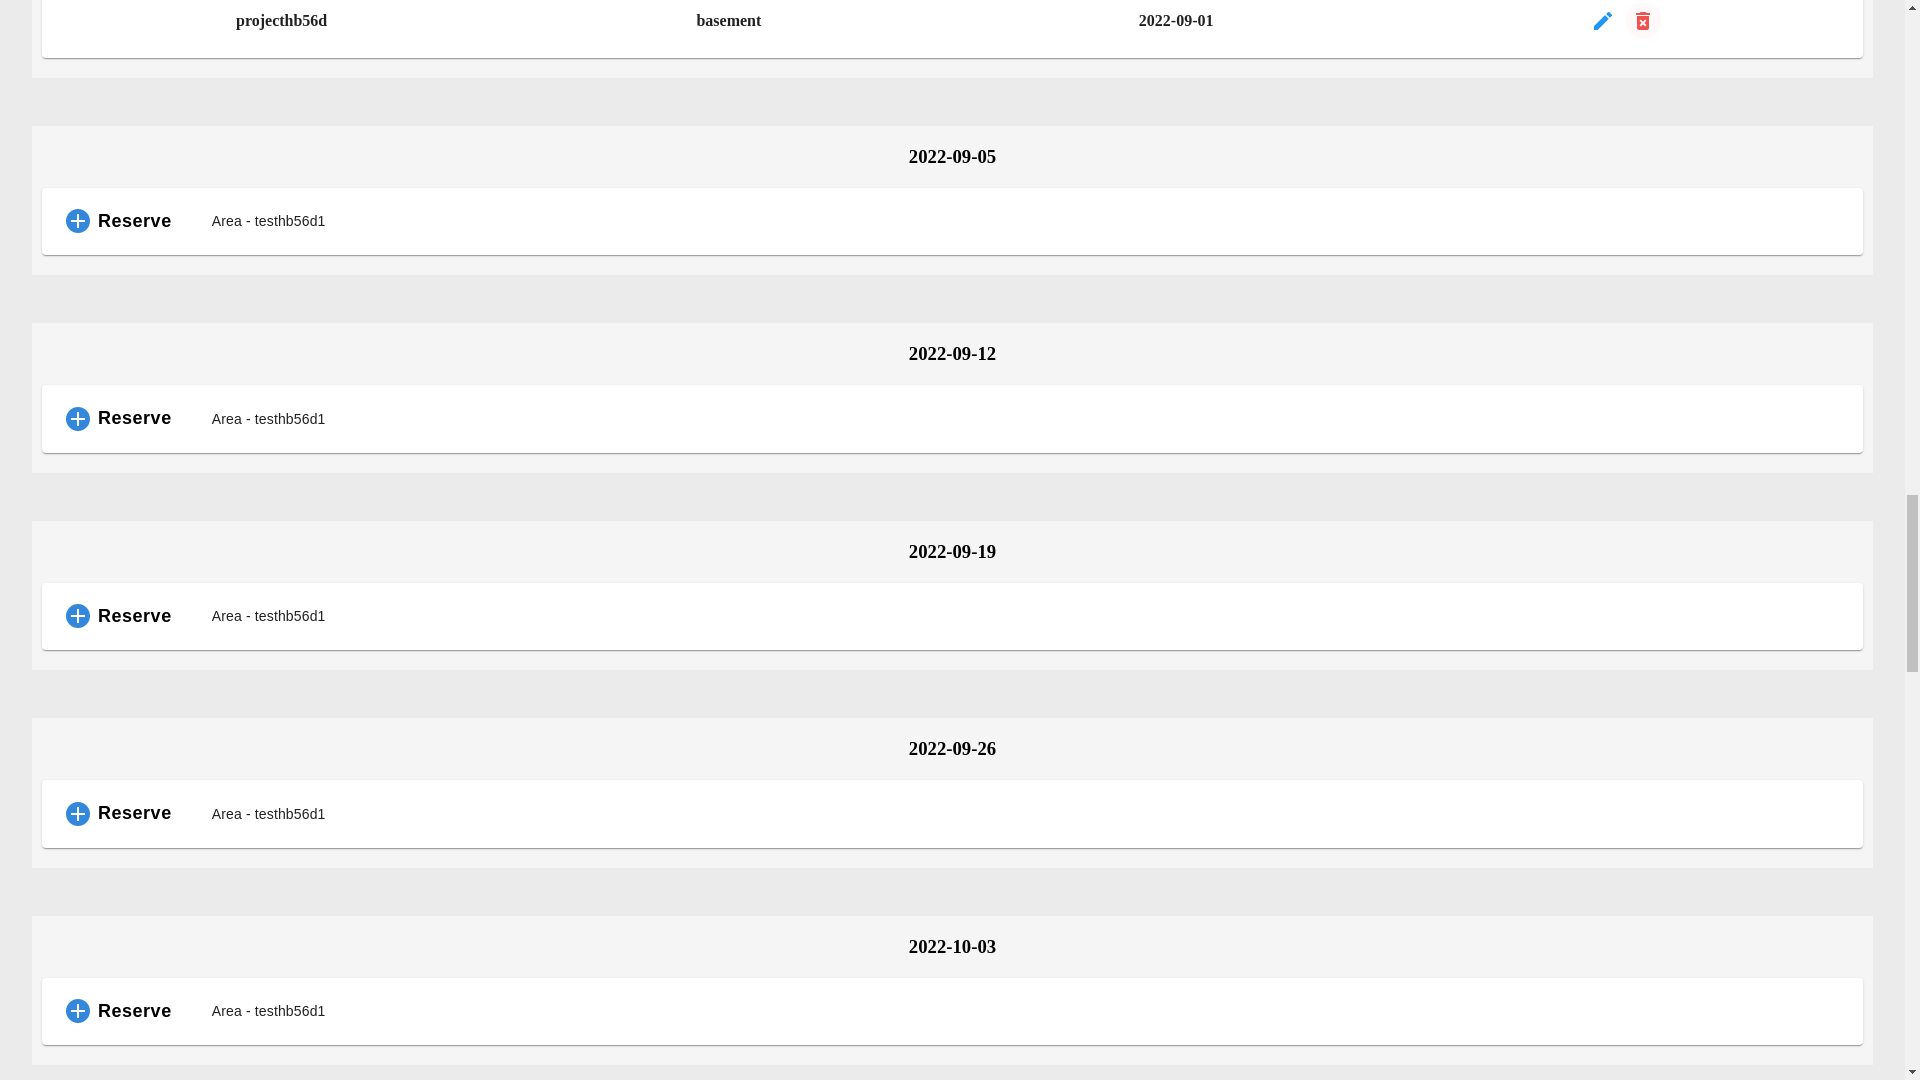 projecthb56d basement 2022-09-01
2022-09-05
Reserve Area - testhb56d1
2022-09-12
Reserve Area - testhb56d1
2022-09-19
Reserve Area - testhb56d1
2022-09-26
Reserve Area - testhb56d1
2022-10-03
Reserve Area - testhb56d1